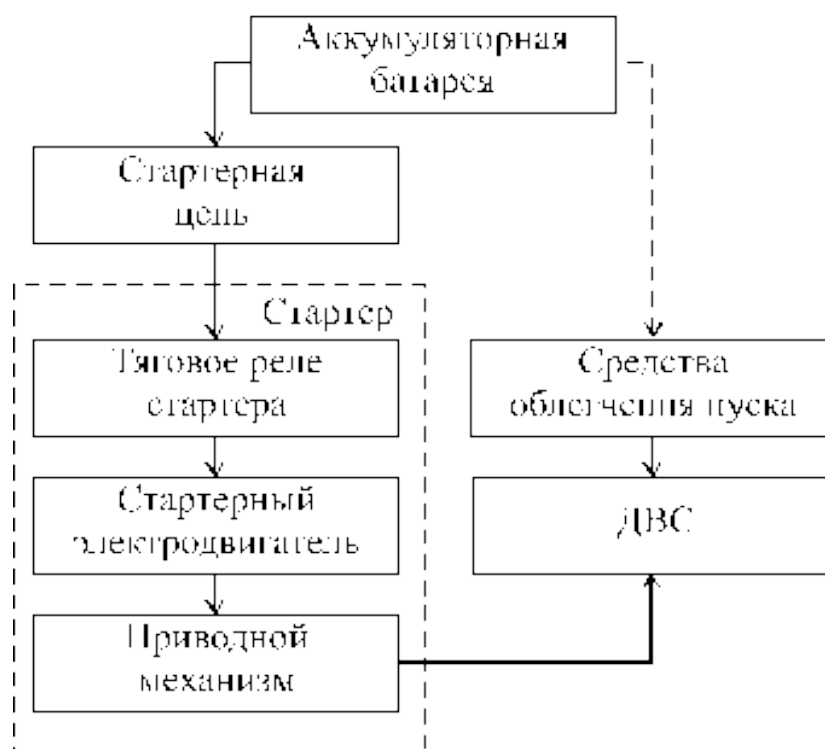 Аккумуляторная
батарея
Стартерная
цепь
Стартер
Тяговое реле
стартера
Средства
облегчения пуска
Стартерный
электродвигатель
ДВС
Приводной
механизм